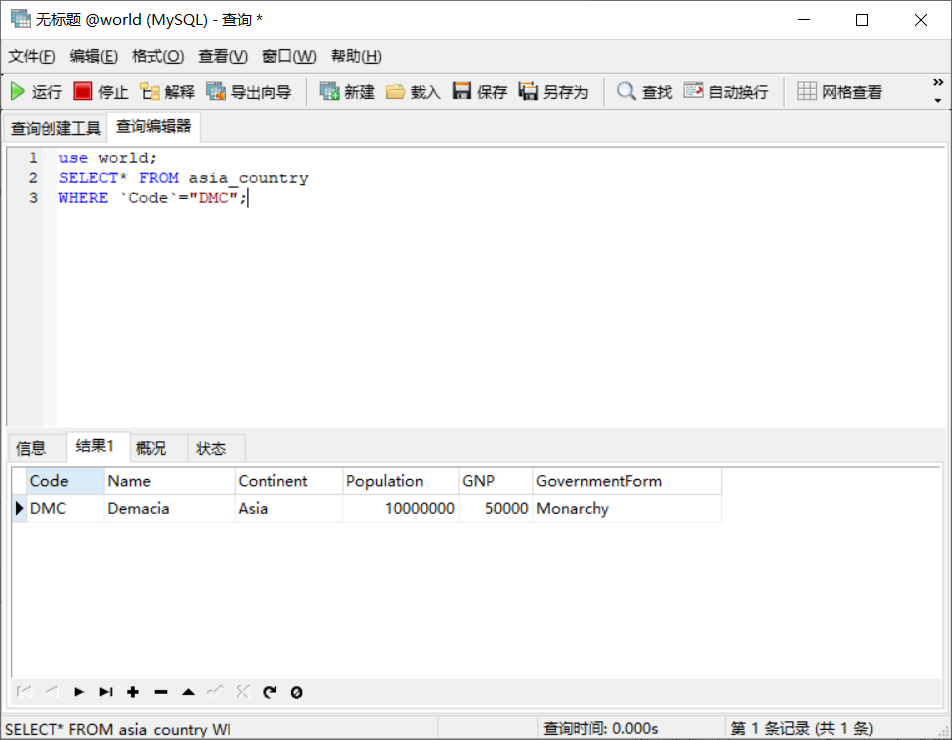 无标题 @world (MySQL) - 查询 *
文件(F) 编辑(E) 格式(O) 查看(V) 窗口(W) 帮助(H)
运行 停止 解释 导出向导 新建 载入 保存 另存为 查找 自动换行 网格查看 »
查询创建工具 查询编辑器
1 use world;
2 SELECT* FROM asia_country
3 WHERE `Code`="DMC";
信息 结果1 概况 状态
Code Name Continent Population GNP GovernmentForm
DMC Demacia Asia 10000000 50000 Monarchy
SELECT* FROM asia_country WI 查询时间: 0.000s 第 1 条记录 (共 1 条)